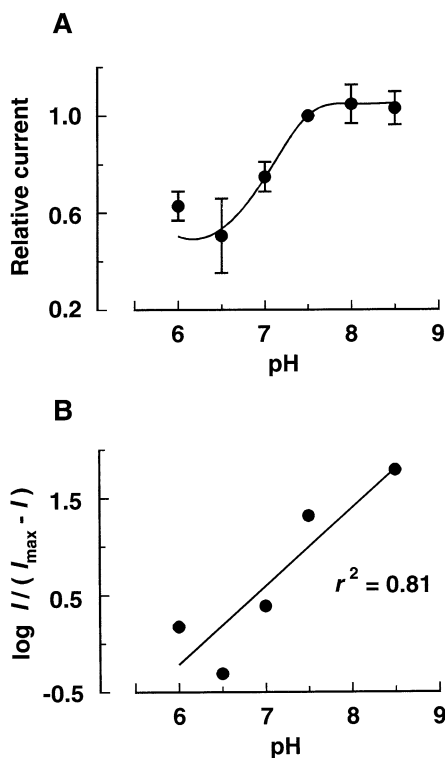 A
Relative current
1.0
0.6
0.2
6 7 8 9
pH
B
log I / ( Imax - I )
1.5
0.5
-0.5
r² = 0.81
6 7 8 9
pH